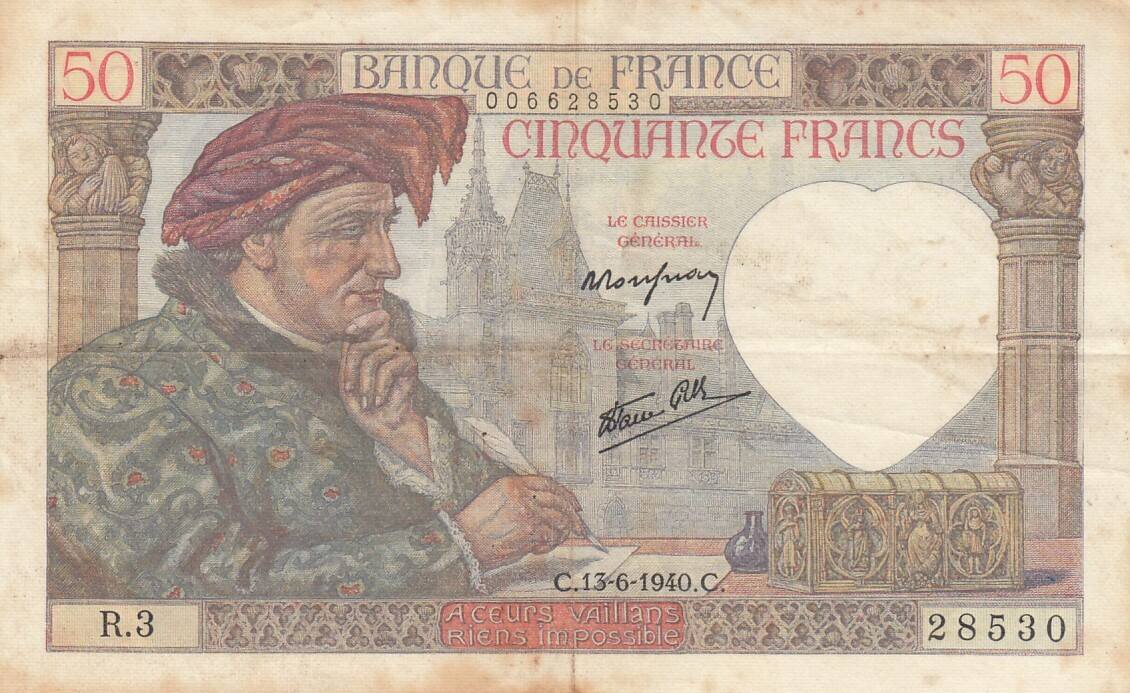 50 BANQUE DE FRANCE 50
006628530
CINQUANTE FRANCS
LE CAISSIER
GÉNÉRAL.
LE SECRÉTAIRE
GÉNÉRAL
C.13-6-1940.C.
R.3
A CEURS VAILLANS
RIENS IMPOSSIBLE
28530